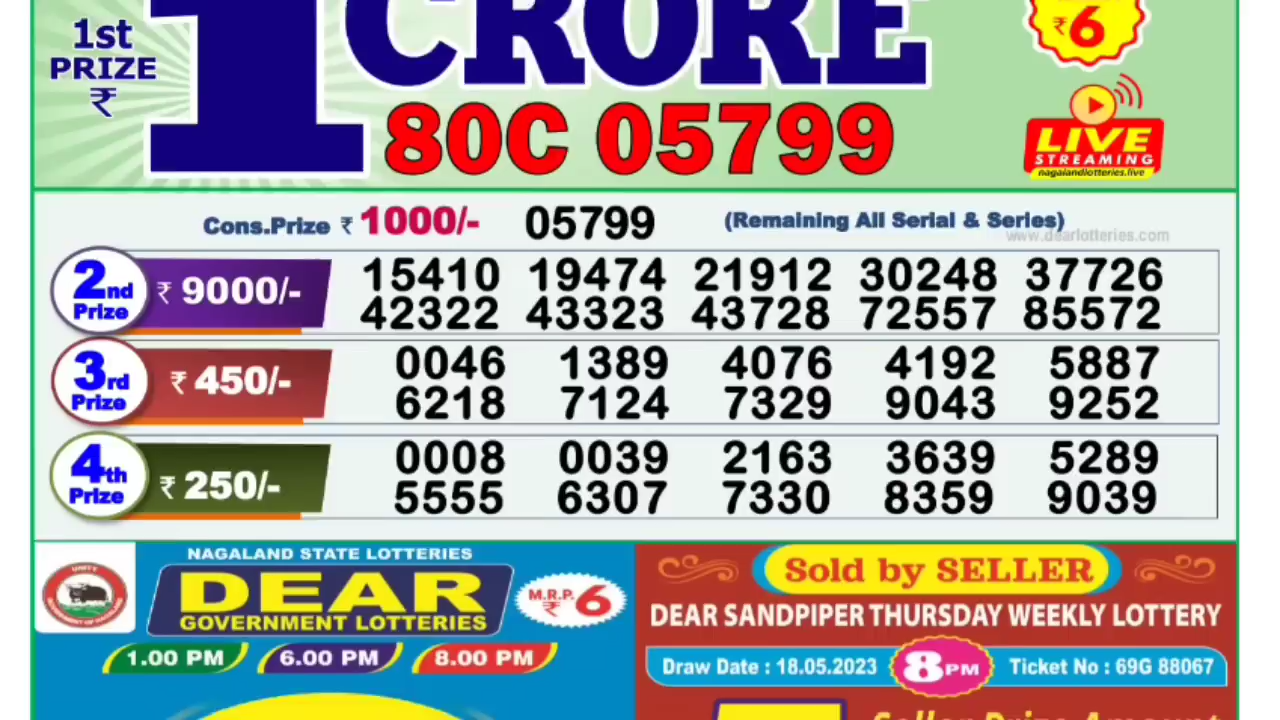 1st
PRIZE
₹
1 CRORE
₹6
80C 05799
LIVE
STREAMING
nagalandlotteries.live
Cons.Prize ₹ 1000/- 05799 (Remaining All Serial & Series)
www.dearlotteries.com
2nd Prize ₹ 9000/-
15410 19474 21912 30248 37726
42322 43323 43728 72557 85572
3rd Prize ₹ 450/-
0046 1389 4076 4192 5887
6218 7124 7329 9043 9252
4th Prize ₹ 250/-
0008 0039 2163 3639 5289
5555 6307 7330 8359 9039
NAGALAND STATE LOTTERIES
DEAR
GOVERNMENT LOTTERIES
M.R.P. ₹6
1.00 PM 6.00 PM 8.00 PM
UNITY
Sold by SELLER
DEAR SANDPIPER THURSDAY WEEKLY LOTTERY
Draw Date : 18.05.2023 8PM Ticket No : 69G 88067
Seller Prize Amount